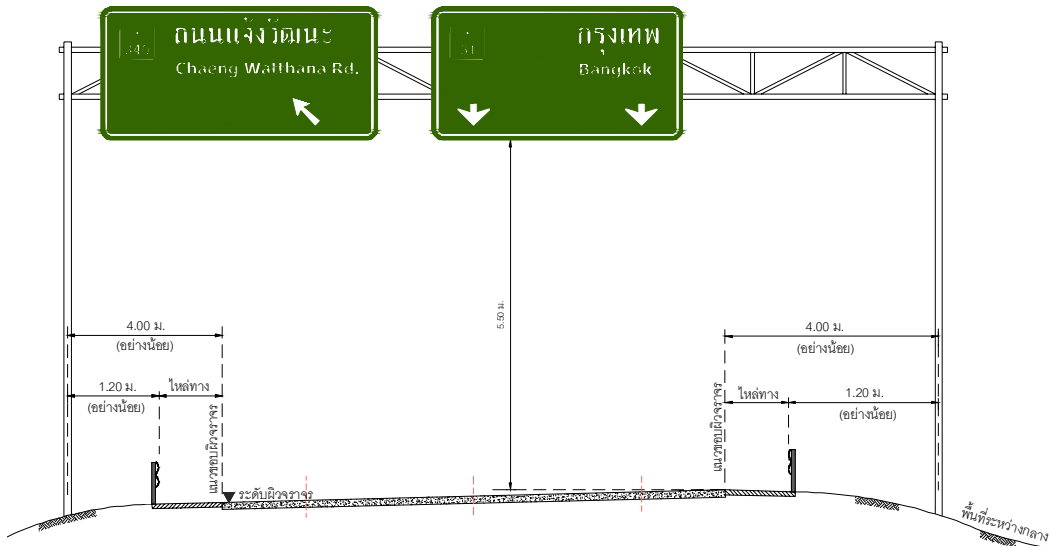 ถนนแจ้งวัฒนะ
Chaeng Watthana Rd.
กรุงเทพ
Bangkok
31
5.50 ม.
4.00 ม.
(อย่างน้อย)
1.20 ม.
(อย่างน้อย)
ไหล่ทาง
แนวขอบผิวจราจร
ระดับผิวจราจร
4.00 ม.
(อย่างน้อย)
ไหล่ทาง
1.20 ม.
(อย่างน้อย)
แนวขอบผิวจราจร
พื้นที่ระหว่างกลาง